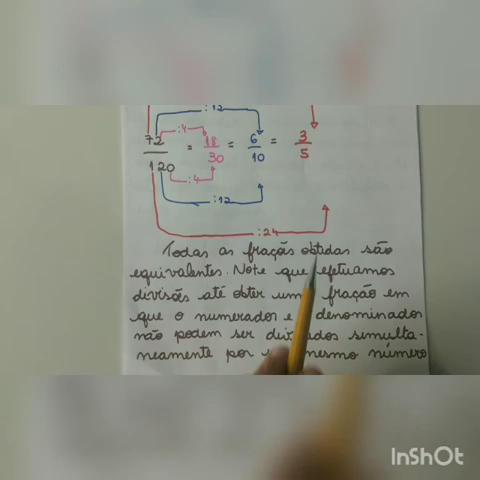 : 12
: 4
72/120 = 18/30 = 6/10 = 3/5
: 4
: 12
: 24
Todas as fraçõs obtidas são
equivalentes. Note que efetuamos
divisõs até obter uma fração em
que o numerador e denominador
não podem ser divididos simulta-
neamente por mesmo número
InShOt